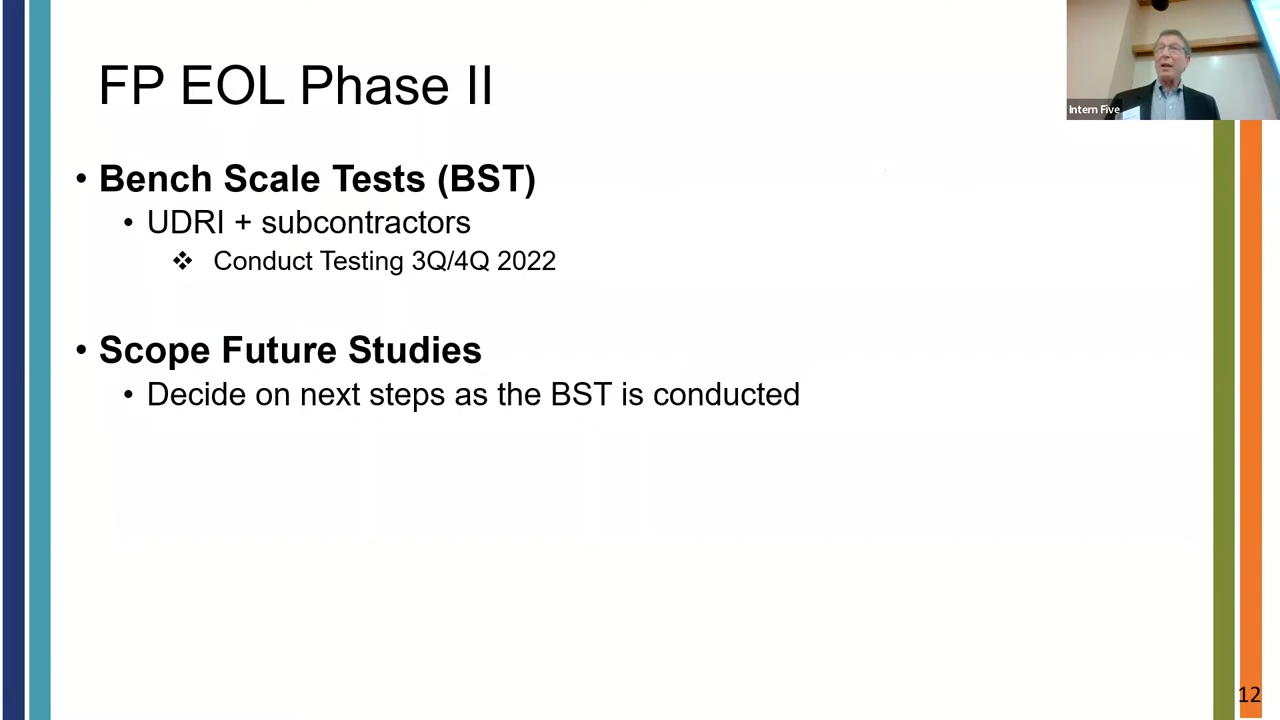 FP EOL Phase II
Intern Five
• Bench Scale Tests (BST)
• UDRI + subcontractors
❖ Conduct Testing 3Q/4Q 2022
• Scope Future Studies
• Decide on next steps as the BST is conducted
12